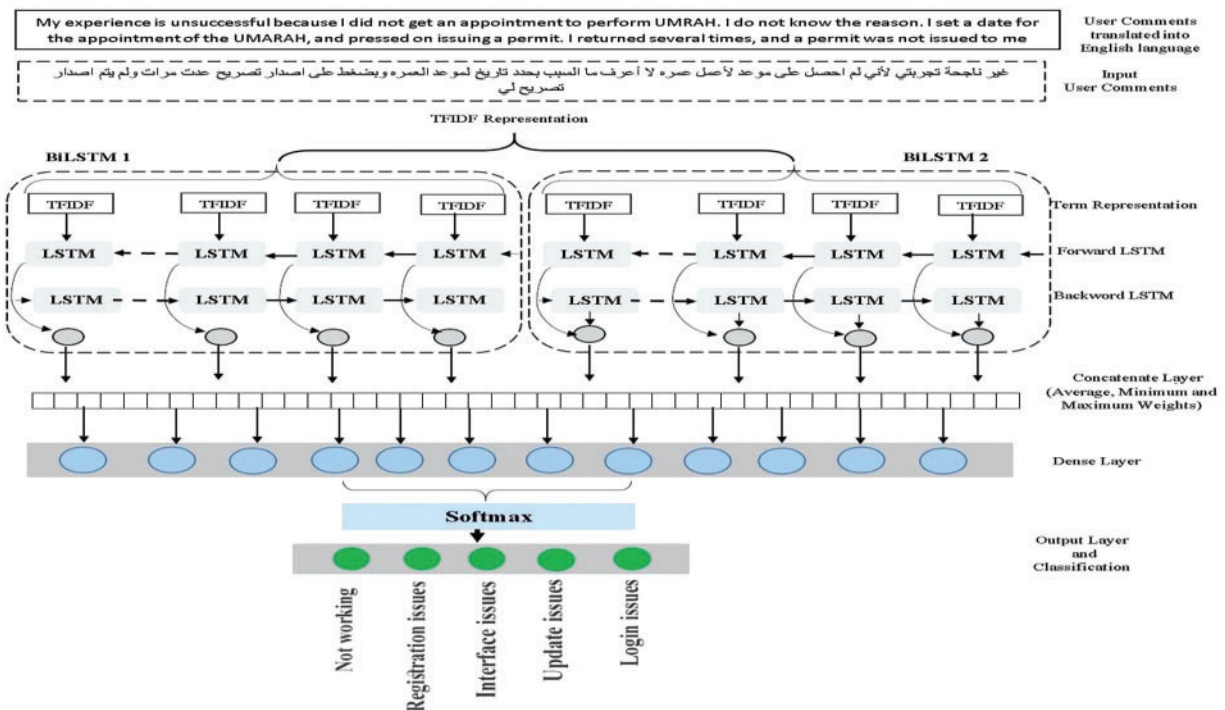 My experience is unsuccessful because I did not get an appointment to perform UMRAH. I do not know the reason. I set a date for
the appointment of the UMARAH, and pressed on issuing a permit. I returned several times, and a permit was not issued to me
User Comments
translated into
English language
غير ناجحة تجربتي لأني لم احصل على موعد لأعمل عمره لا أعرف ما السبب بحدد تاريخ لموعد العمره وبضغط على اصدار تصريح عدت مرات ولم يتم اصدار
تصريح لي
Input
User Comments
TFIDF Representation
BiLSTM 1
BiLSTM 2
TFIDF TFIDF TFIDF TFIDF TFIDF TFIDF TFIDF TFIDF
Term Representation
LSTM LSTM LSTM LSTM LSTM LSTM LSTM LSTM
Forward LSTM
LSTM LSTM LSTM LSTM LSTM LSTM LSTM LSTM
Backword LSTM
Concatenate Layer
(Average, Minimum and
Maximum Weights)
Dense Layer
Softmax
Output Layer
and
Classification
Not working
Registration issues
Interface issues
Update issues
Login issues